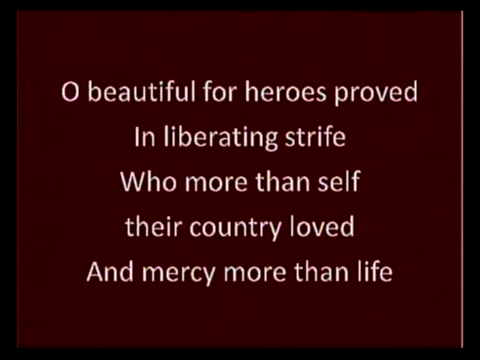 O beautiful for heroes proved
In liberating strife
Who more than self
their country loved
And mercy more than life